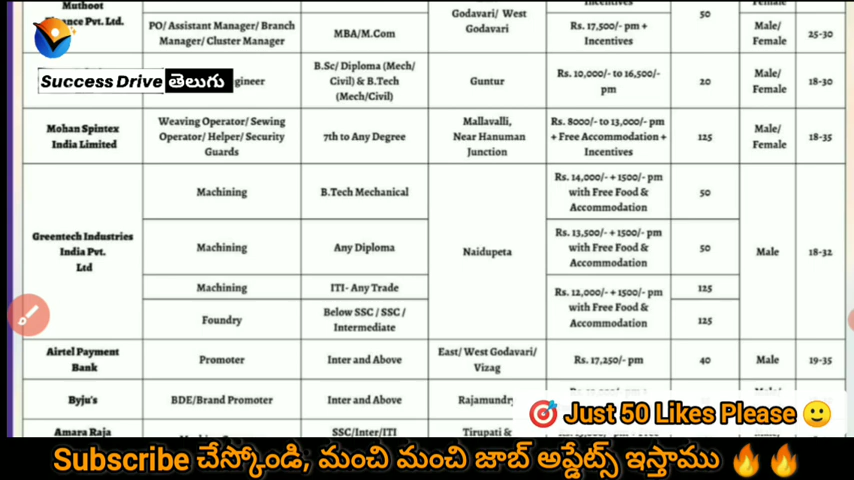 Muthoot
Finance Pvt. Ltd.
Godavari/ West
Godavari
Incentives
50
Female
PO/ Assistant Manager/ Branch
Manager/ Cluster Manager
MBA/M.Com
Rs. 17,500/- pm +
Incentives
Male/
Female
25-30
Success Drive తెలుగు
B.Sc/ Diploma (Mech/
Civil) & B.Tech
(Mech/Civil)
Guntur
Rs. 10,000/- to 16,500/-
pm
20
Male/
Female
18-30
Mohan Spintex
India Limited
Weaving Operator/ Sewing
Operator/ Helper/ Security
Guards
7th to Any Degree
Mallavalli,
Near Hanuman
Junction
Rs. 8000/- to 13,000/- pm
+ Free Accommodation +
Incentives
125
Male/
Female
18-35
Greentech Industries
India Pvt.
Ltd
Machining
B.Tech Mechanical
Naidupeta
Rs. 14,000/- + 1500/- pm
with Free Food &
Accommodation
50
Male
18-32
Machining
Any Diploma
Rs. 13,500/- + 1500/- pm
with Free Food &
Accommodation
50
Machining
ITI- Any Trade
Rs. 12,000/- + 1500/- pm
with Free Food &
Accommodation
125
Foundry
Below SSC / SSC /
Intermediate
125
Airtel Payment
Bank
Promoter
Inter and Above
East/ West Godavari/
Vizag
Rs. 17,250/- pm
40
Male
19-35
Byju's
BDE/Brand Promoter
Inter and Above
Rajamundry
🎯 Just 50 Likes Please 🙂
Amara Raja
SSC/Inter/ITI
Tirupati &
Subscribe చేస్కోండి, మంచి మంచి జాబ్ అప్డేట్స్ ఇస్తాము 🔥🔥